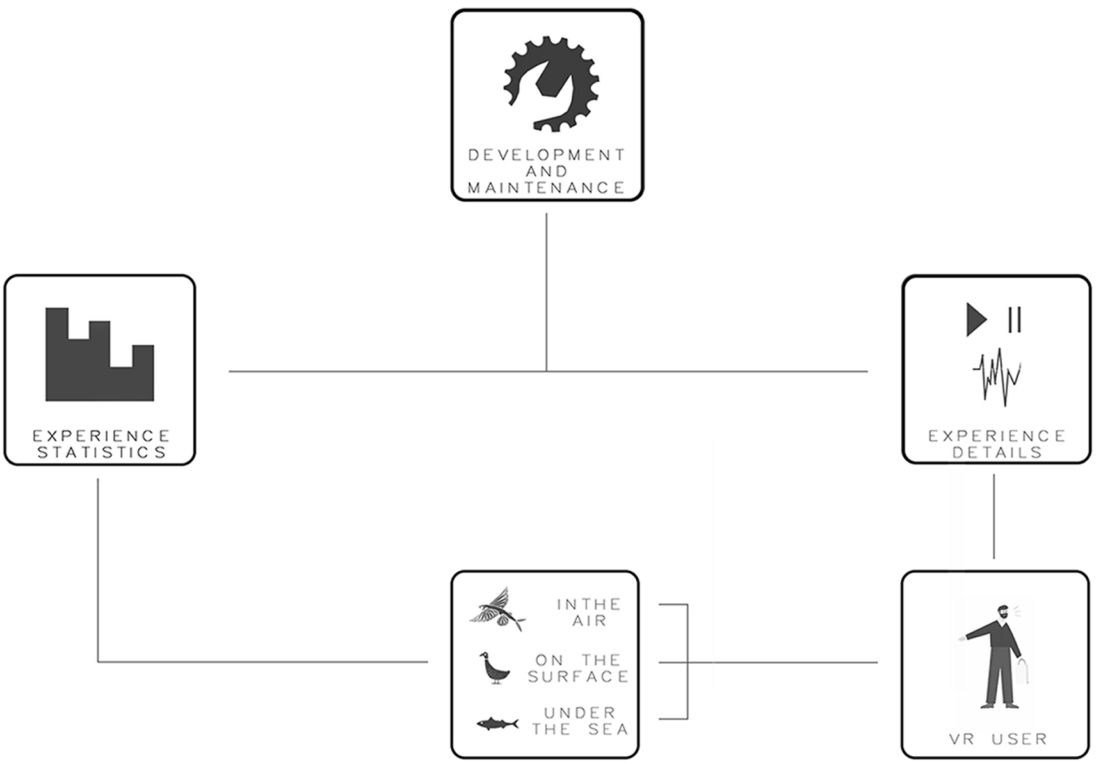 DEVELOPMENT
AND
MAINTENANCE
EXPERIENCE
STATISTICS
EXPERIENCE
DETAILS
INTHE
AIR
ON THE
SURFACE
UNDER
THE SEA
VR USER